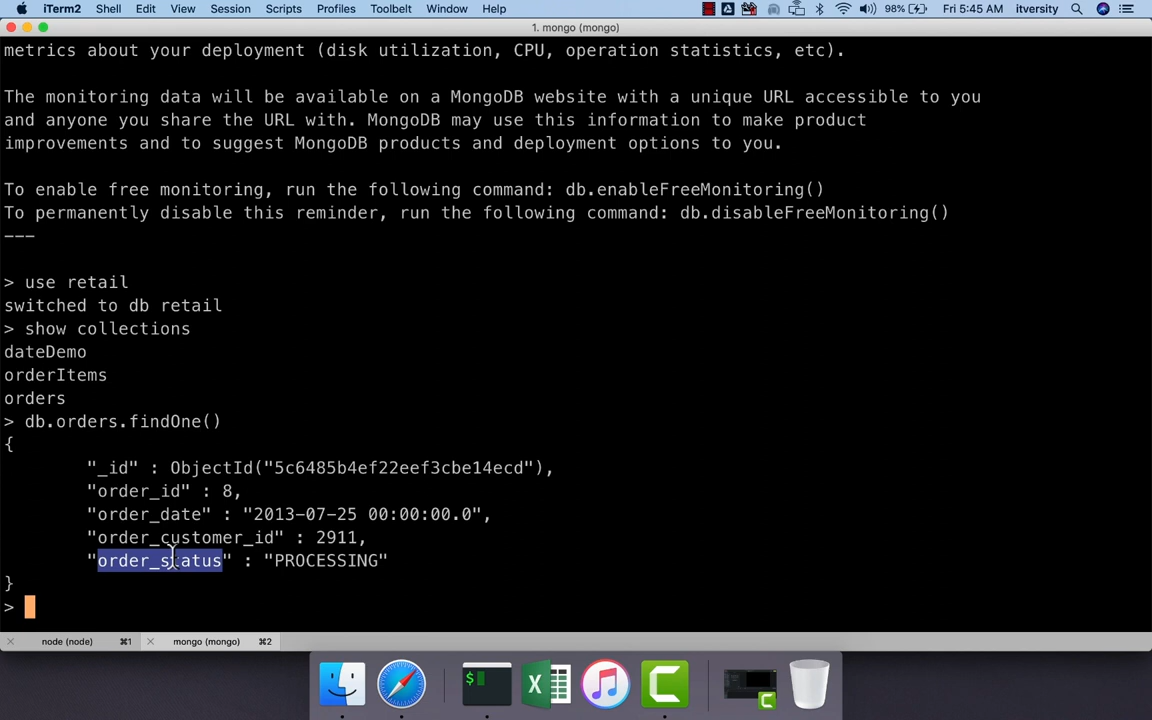 iTerm2 Shell Edit View Session Scripts Profiles Toolbelt Window Help 98% Fri 5:45 AM itversity
1. mongo (mongo)
metrics about your deployment (disk utilization, CPU, operation statistics, etc).
The monitoring data will be available on a MongoDB website with a unique URL accessible to you
and anyone you share the URL with. MongoDB may use this information to make product
improvements and to suggest MongoDB products and deployment options to you.
To enable free monitoring, run the following command: db.enableFreeMonitoring()
To permanently disable this reminder, run the following command: db.disableFreeMonitoring()
---
> use retail
switched to db retail
> show collections
dateDemo
orderItems
orders
> db.orders.findOne()
{
"_id" : ObjectId("5c6485b4ef22eef3cbe14ecd"),
"order_id" : 8,
"order_date" : "2013-07-25 00:00:00.0",
"order_customer_id" : 2911,
"order_status" : "PROCESSING"
}
>
node (node) ⌘1 mongo (mongo) ⌘2